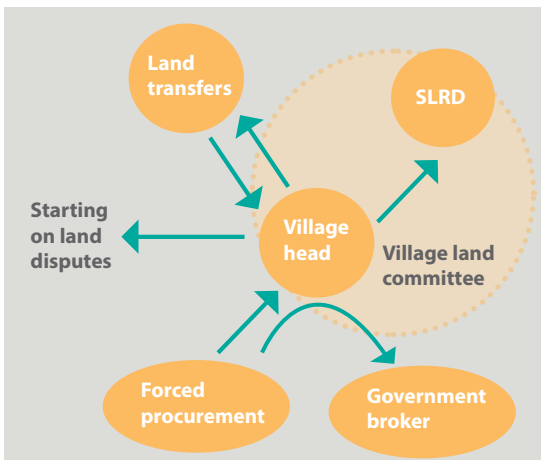 Land
transfers
SLRD
Starting
on land
disputes
Village
head
Village land
committee
Forced
procurement
Government
broker